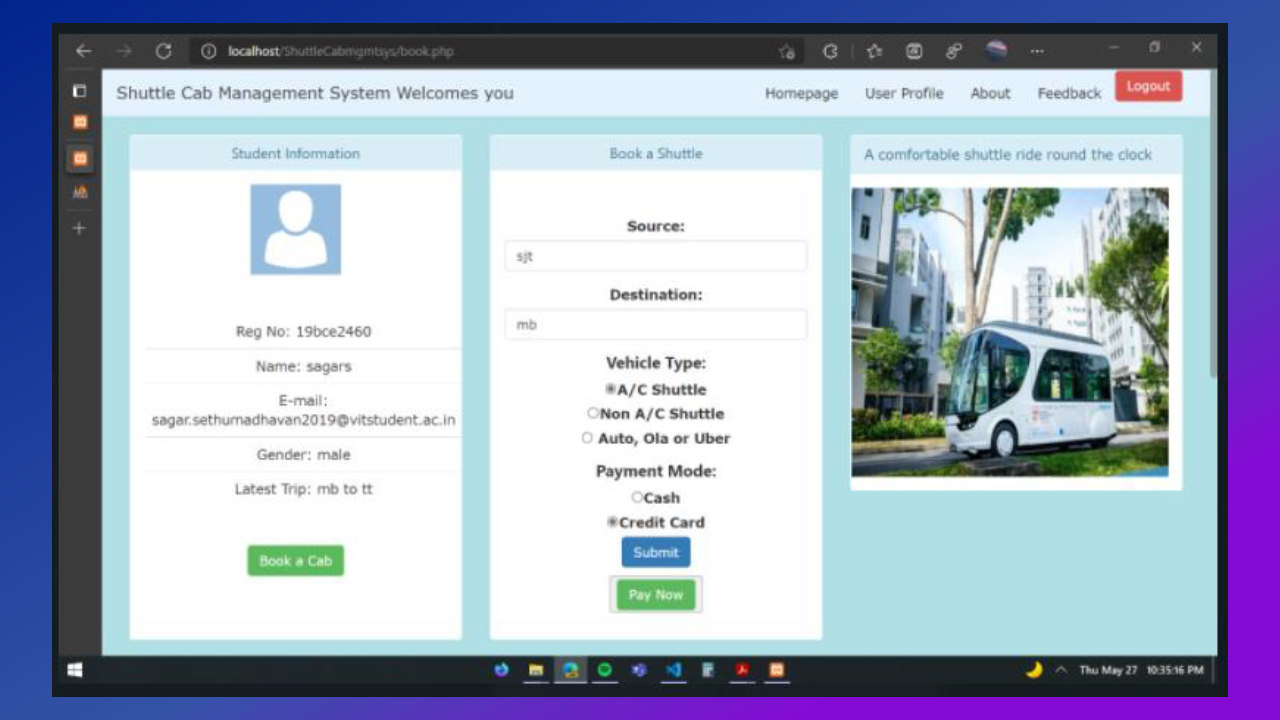 localhost/ShuttleCabmgmtsys/book.php
Shuttle Cab Management System Welcomes you
Homepage
User Profile
About
Feedback
Logout
Student Information
Reg No: 19bce2460
Name: sagars
E-mail:
sagar.sethumadhavan2019@vitstudent.ac.in
Gender: male
Latest Trip: mb to tt
Book a Cab
Book a Shuttle
Source:
sjt
Destination:
mb
Vehicle Type:
A/C Shuttle
Non A/C Shuttle
Auto, Ola or Uber
Payment Mode:
Cash
Credit Card
Submit
Pay Now
A comfortable shuttle ride round the clock
Thu May 27 10:35:16 PM